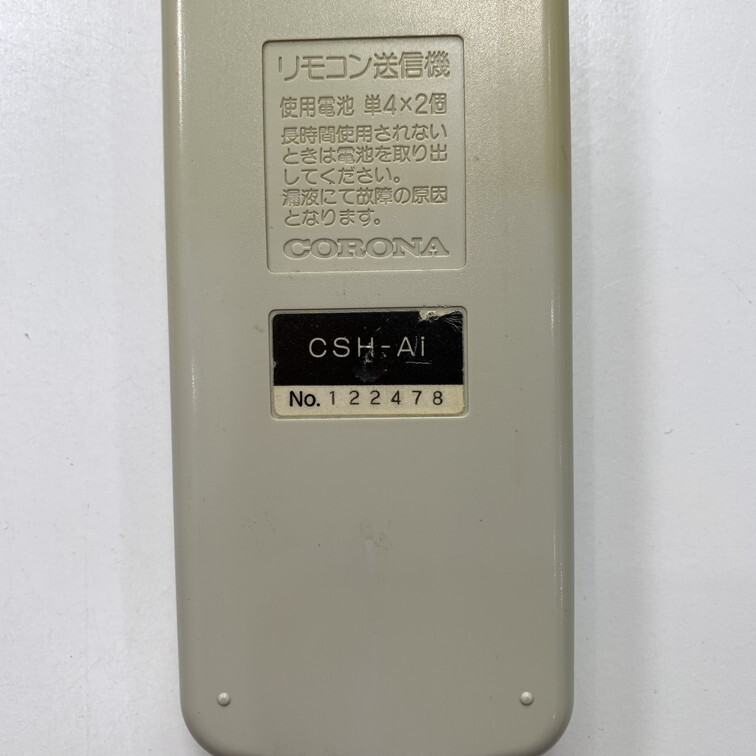 リモコン送信機
使用電池 単4×2個
長時間使用されない
ときは電池を取り出
してください。
漏液にて故障の原因
となります。
CORONA
CSH-Ai
No. 122478